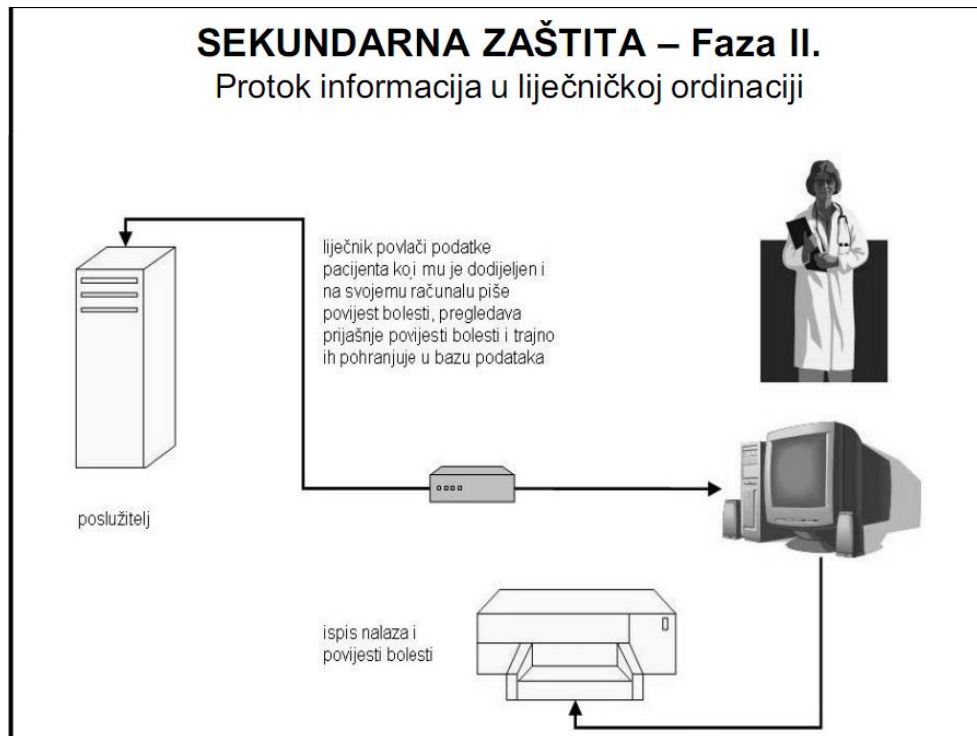 SEKUNDARNA ZAŠTITA – Faza II.
Protok informacija u liječničkoj ordinaciji
liječnik povlači podatke
pacijenta koji mu je dodijeljen i
na svojemu računalu piše
povijest bolesti, pregledava
prijašnje povijesti bolesti i trajno
ih pohranjuje u bazu podataka
poslužitelj
ispis nalaza i
povijesti bolesti